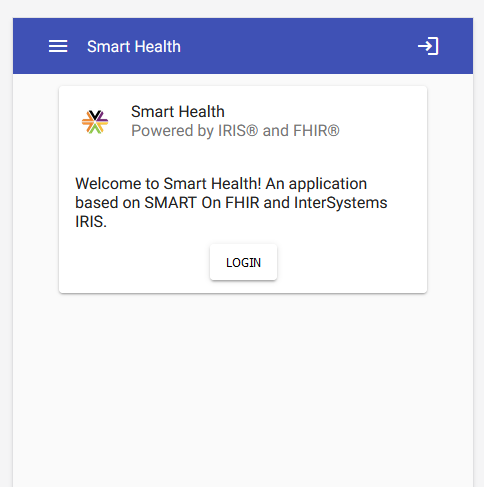 Smart Health
Smart Health
Powered by IRIS® and FHIR®
Welcome to Smart Health! An application
based on SMART On FHIR and InterSystems
IRIS.
LOGIN